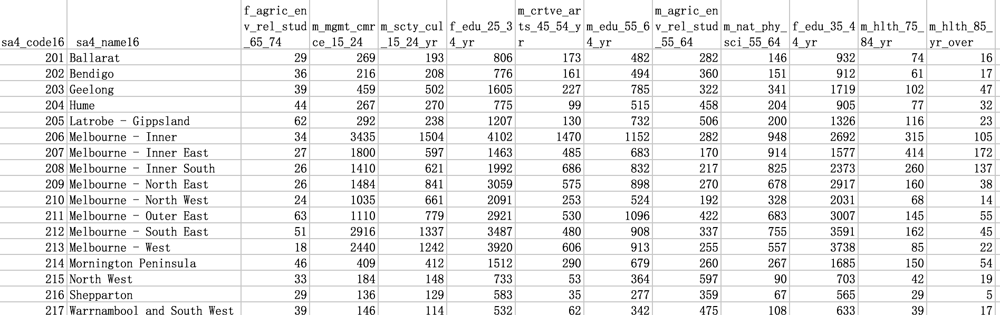 sa4_code16 sa4_name16 f_agric_env_rel_stud_65_74 m_mgmt_cmrce_15_24 m_scty_cul_15_24_yr f_edu_25_34_yr m_crtve_arts_45_54_yr m_edu_55_64_yr m_agric_env_rel_stud_55_64 m_nat_phy_sci_55_64 f_edu_35_44_yr m_hlth_75_84_yr m_hlth_85_yr_over
201 Ballarat 29 269 193 806 173 482 282 146 932 74 16
202 Bendigo 36 216 208 776 161 494 360 151 912 61 17
203 Geelong 39 459 502 1605 227 785 322 341 1719 102 47
204 Hume 44 267 270 775 99 515 458 204 905 77 32
205 Latrobe - Gippsland 62 292 238 1207 130 732 506 200 1326 116 23
206 Melbourne - Inner 34 3435 1504 4102 1470 1152 282 948 2692 315 105
207 Melbourne - Inner East 27 1800 597 1463 485 683 170 914 1577 414 172
208 Melbourne - Inner South 26 1410 621 1992 686 832 217 825 2373 260 137
209 Melbourne - North East 26 1484 841 3059 575 898 270 678 2917 160 38
210 Melbourne - North West 24 1035 661 2091 253 524 192 328 2031 68 14
211 Melbourne - Outer East 63 1110 779 2921 530 1096 422 683 3007 145 55
212 Melbourne - South East 51 2916 1337 3487 480 908 337 755 3591 162 45
213 Melbourne - West 18 2440 1242 3920 606 913 255 557 3738 85 22
214 Mornington Peninsula 46 409 412 1512 290 679 260 267 1685 150 54
215 North West 33 184 148 733 53 364 597 90 703 42 19
216 Shepparton 29 136 129 583 35 277 359 67 565 29 5
217 Warrnambool and South West 39 146 114 532 62 342 475 108 633 39 17